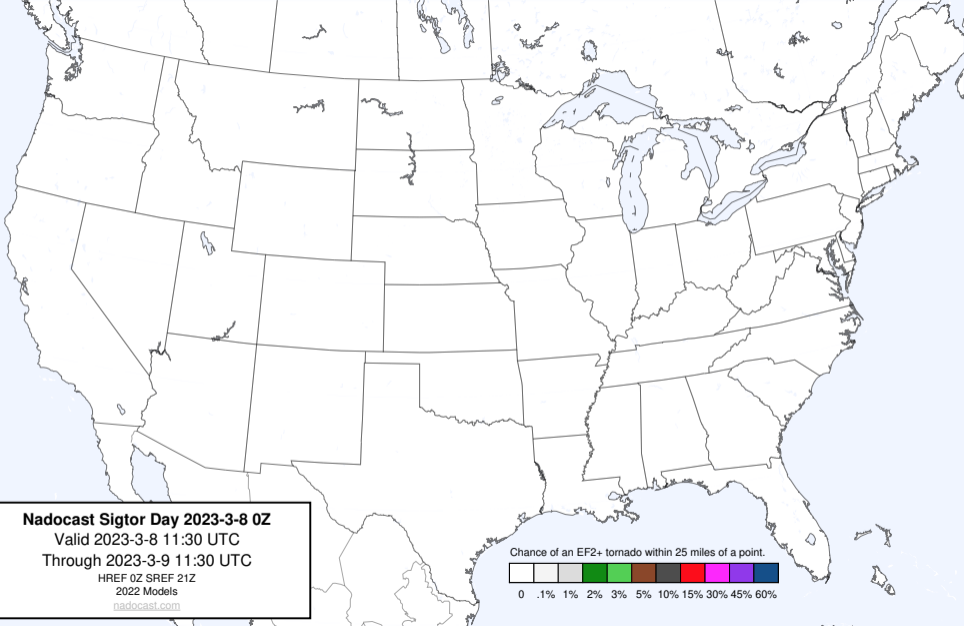 Nadocast Sigtor Day 2023-3-8 0Z
Valid 2023-3-8 11:30 UTC
Through 2023-3-9 11:30 UTC
HREF 0Z SREF 21Z
2022 Models
nadocast.com
Chance of an EF2+ tornado within 25 miles of a point.
0 .1% 1% 2% 3% 5% 10% 15% 30% 45% 60%